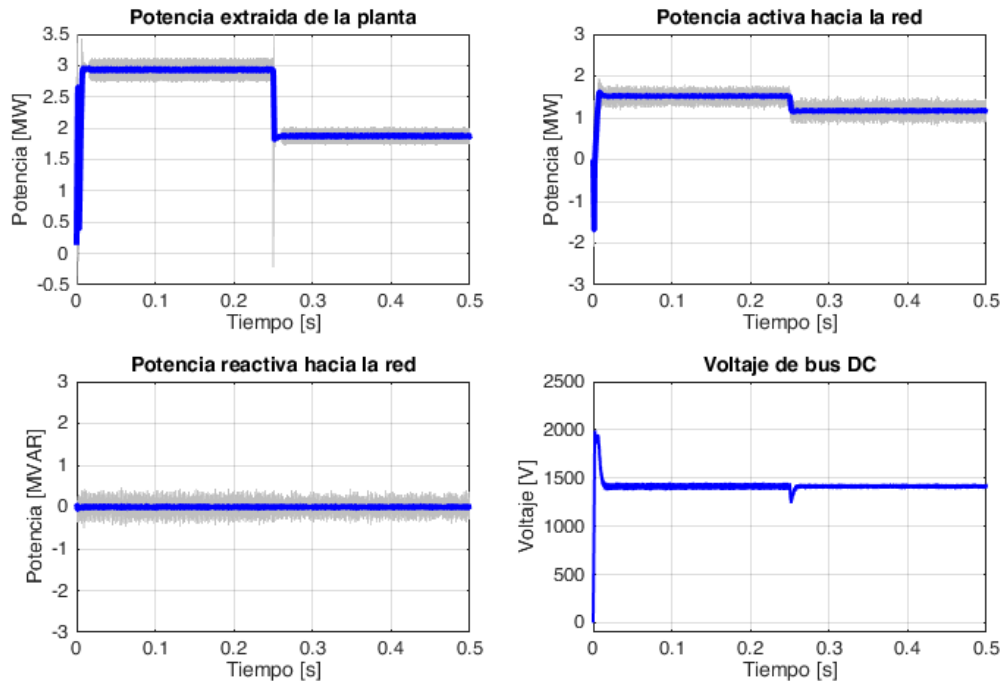 Potencia extraida de la planta
Potencia [MW]
3.5
3
2.5
2
1.5
1
0.5
0
-0.5
0 0.1 0.2 0.3 0.4 0.5
Tiempo [s]
Potencia activa hacia la red
Potencia [MW]
3
2
1
0
-1
-2
-3
0 0.1 0.2 0.3 0.4 0.5
Tiempo [s]
Potencia reactiva hacia la red
Potencia [MVAR]
3
2
1
0
-1
-2
-3
0 0.1 0.2 0.3 0.4 0.5
Tiempo [s]
Voltaje de bus DC
Voltaje [V]
2500
2000
1500
1000
500
0
0 0.1 0.2 0.3 0.4 0.5
Tiempo [s]